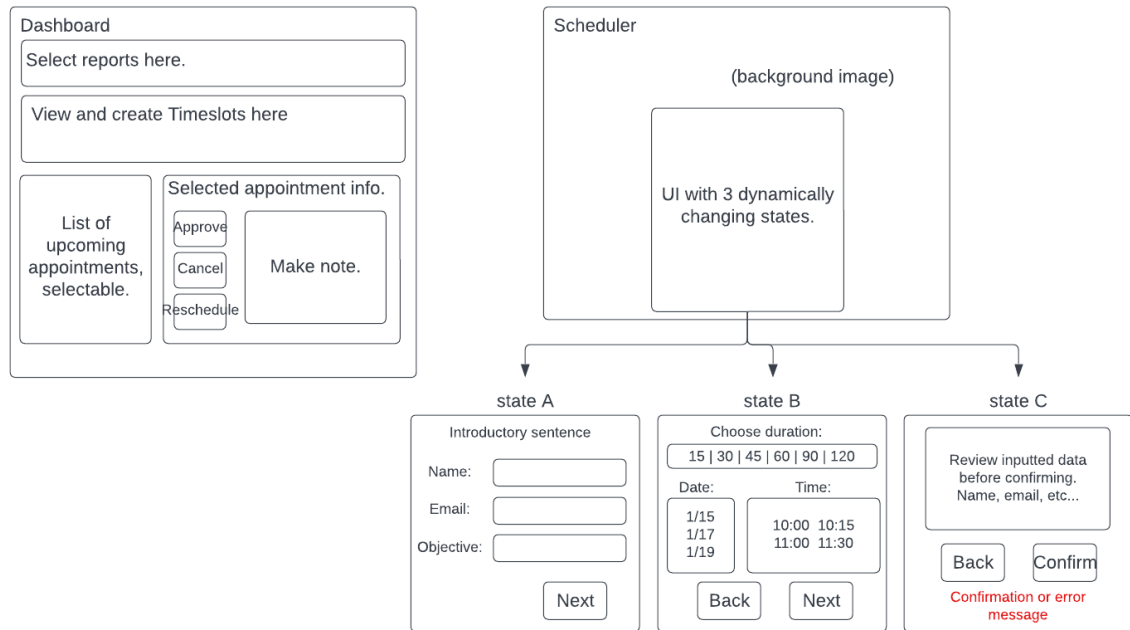 Dashboard
Select reports here.
View and create Timeslots here
List of
upcoming
appointments,
selectable.
Selected appointment info.
Approve
Cancel
Reschedule
Make note.
Scheduler
(background image)
UI with 3 dynamically
changing states.
state A
Introductory sentence
Name:
Email:
Objective:
Next
state B
Choose duration:
15 | 30 | 45 | 60 | 90 | 120
Date:
1/15
1/17
1/19
Time:
10:00 10:15
11:00 11:30
Back
Next
state C
Review inputted data
before confirming.
Name, email, etc...
Back
Confirm
Confirmation or error
message